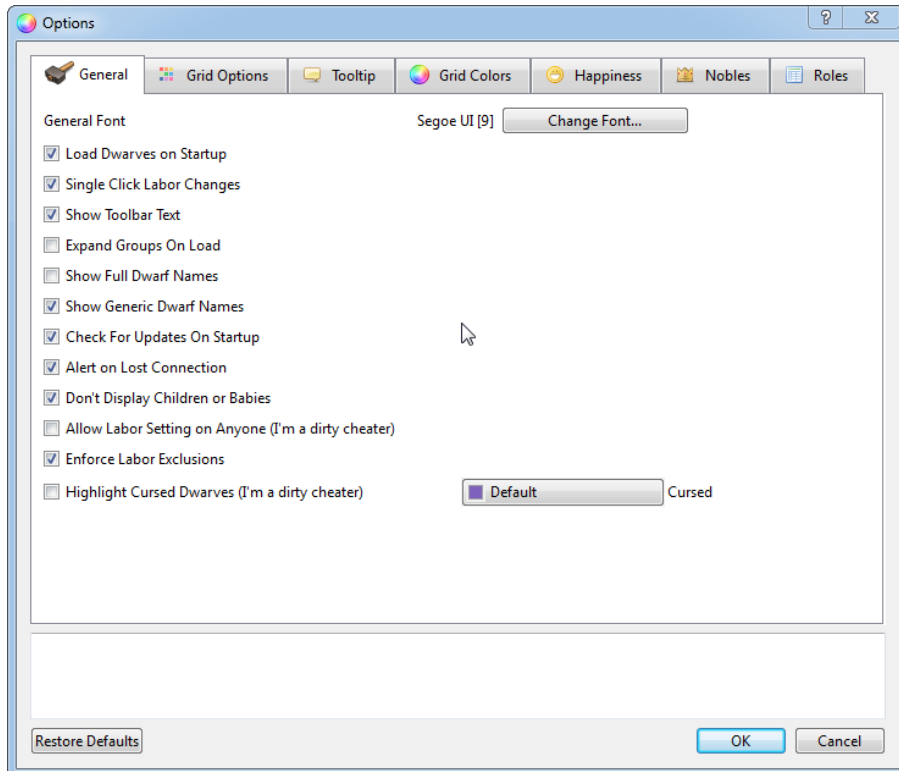 Options
General Grid Options Tooltip Grid Colors Happiness Nobles Roles
General Font Segoe UI [9] Change Font...
Load Dwarves on Startup
Single Click Labor Changes
Show Toolbar Text
Expand Groups On Load
Show Full Dwarf Names
Show Generic Dwarf Names
Check For Updates On Startup
Alert on Lost Connection
Don't Display Children or Babies
Allow Labor Setting on Anyone (I'm a dirty cheater)
Enforce Labor Exclusions
Highlight Cursed Dwarves (I'm a dirty cheater) Default Cursed
Restore Defaults OK Cancel